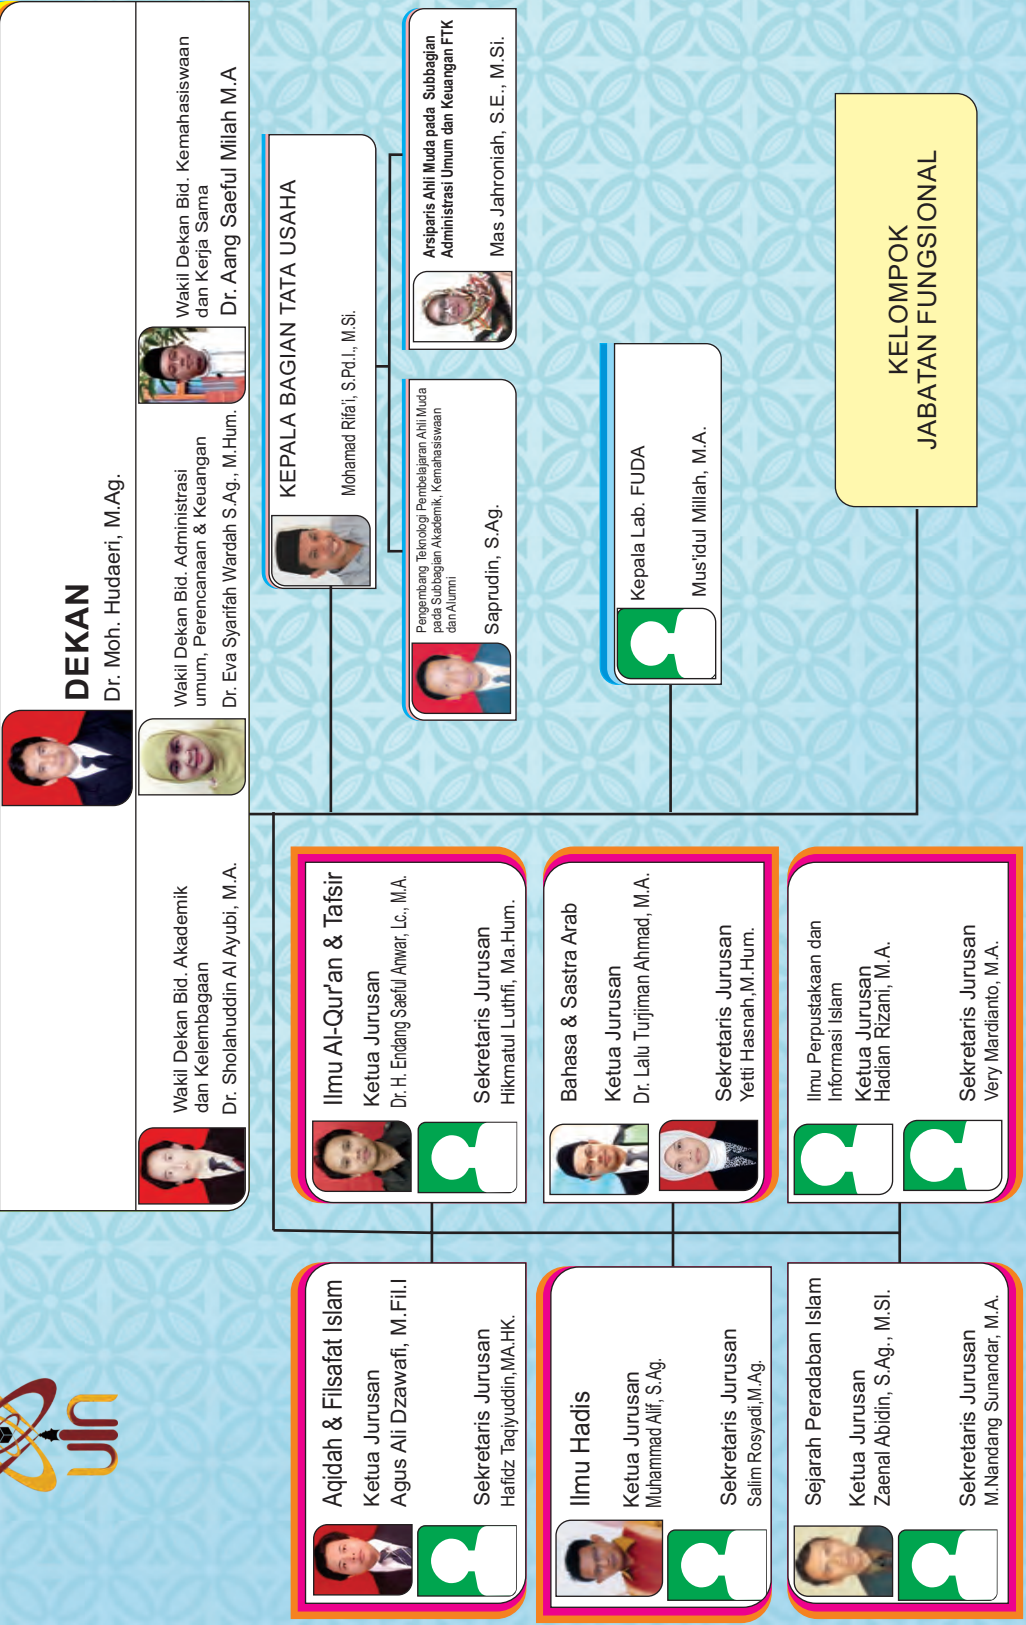 DEKAN
Dr. Moh. Hudaeri, M.Ag.
Wakil Dekan Bid. Akademik
dan Kelembagaan
Dr. Sholahuddin Al Ayubi, M.A.
Wakil Dekan Bid. Administrasi
umum, Perencanaan & Keuangan
Dr. Eva Syarifah Wardah S.Ag., M.Hum.
Wakil Dekan Bid. Kemahasiswaan
dan Kerja Sama
Dr. Aang Saeful Milah M.A
KEPALA BAGIAN TATA USAHA
Mohamad Rifa'i, S.Pd.I., M.Si.
Pengembang Teknologi Pembelajaran Ahli Muda
pada Subbagian Akademik, Kemahasiswaan
dan Alumni
Saprudin, S.Ag.
Arsiparis Ahli Muda pada Subbagian
Administrasi Umum dan Keuangan FTK
Mas Jahroniah, S.E., M.Si.
Aqidah & Filsafat Islam
Ketua Jurusan
Agus Ali Dzawafi, M.Fil.I
Sekretaris Jurusan
Hafidz Taqiyuddin,MA.HK.
Ilmu Al-Qur'an & Tafsir
Ketua Jurusan
Dr. H. Endang Saeful Anwar, Lc., M.A.
Sekretaris Jurusan
Hikmatul Luthfi, Ma.Hum.
Ilmu Hadis
Ketua Jurusan
Muhammad Alif, S.Ag.
Sekretaris Jurusan
Salim Rosyadi,M.Ag.
Bahasa & Sastra Arab
Ketua Jurusan
Dr. Lalu Turjiman Ahmad, M.A.
Sekretaris Jurusan
Yetti Hasnah,M.Hum.
Kepala Lab. FUDA
Mus'idul Millah, M.A.
Sejarah Peradaban Islam
Ketua Jurusan
Zaenal Abidin, S.Ag., M.SI.
Sekretaris Jurusan
M.Nandang Sunandar, M.A.
Ilmu Perpustakaan dan
Informasi Islam
Ketua Jurusan
Hadian Rizani, M.A.
Sekretaris Jurusan
Very Mardianto, M.A
KELOMPOK
JABATAN FUNGSIONAL
uin